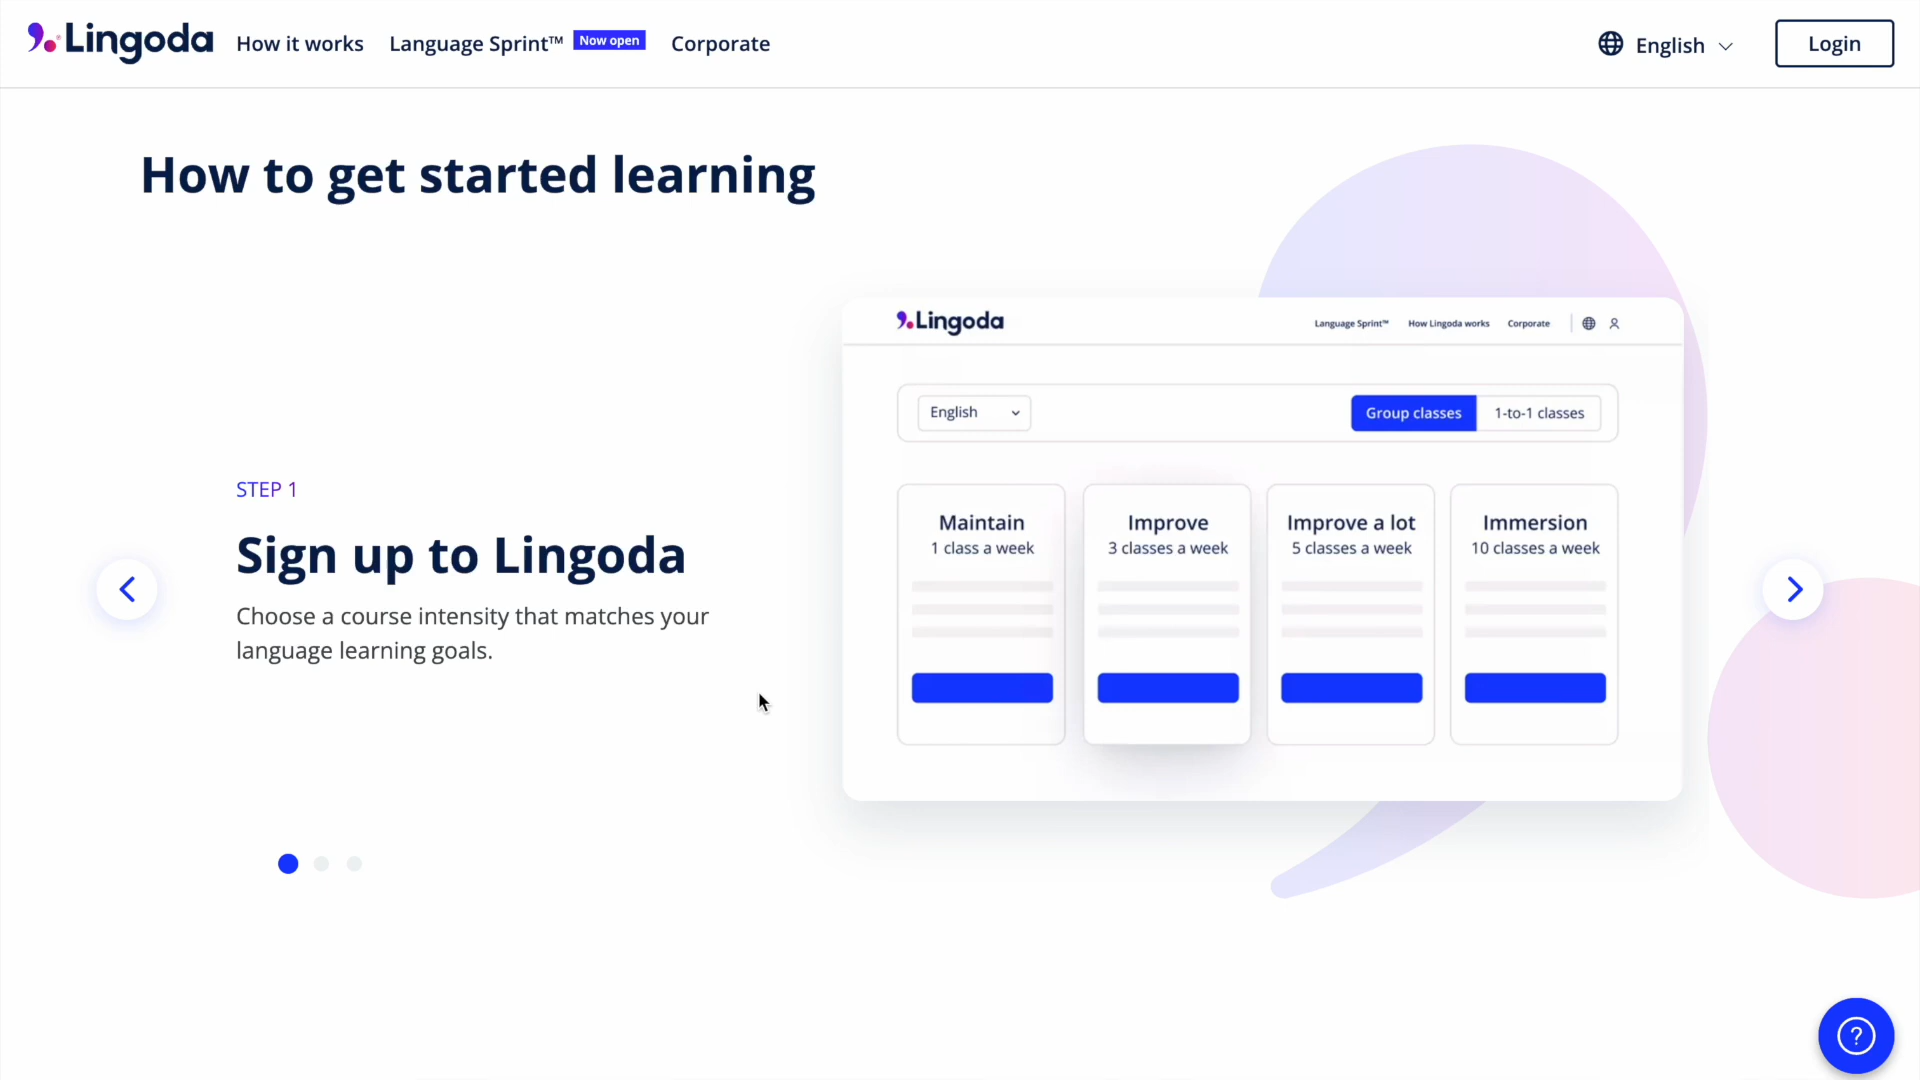 Lingoda
How it works
Language Sprint™
Now open
Corporate
English
Login
How to get started learning
STEP 1
Sign up to Lingoda
Choose a course intensity that matches your
language learning goals.
Lingoda
Language Sprint™
How Lingoda works
Corporate
English
Group classes
1-to-1 classes
Maintain
1 class a week
Improve
3 classes a week
Improve a lot
5 classes a week
Immersion
10 classes a week
?